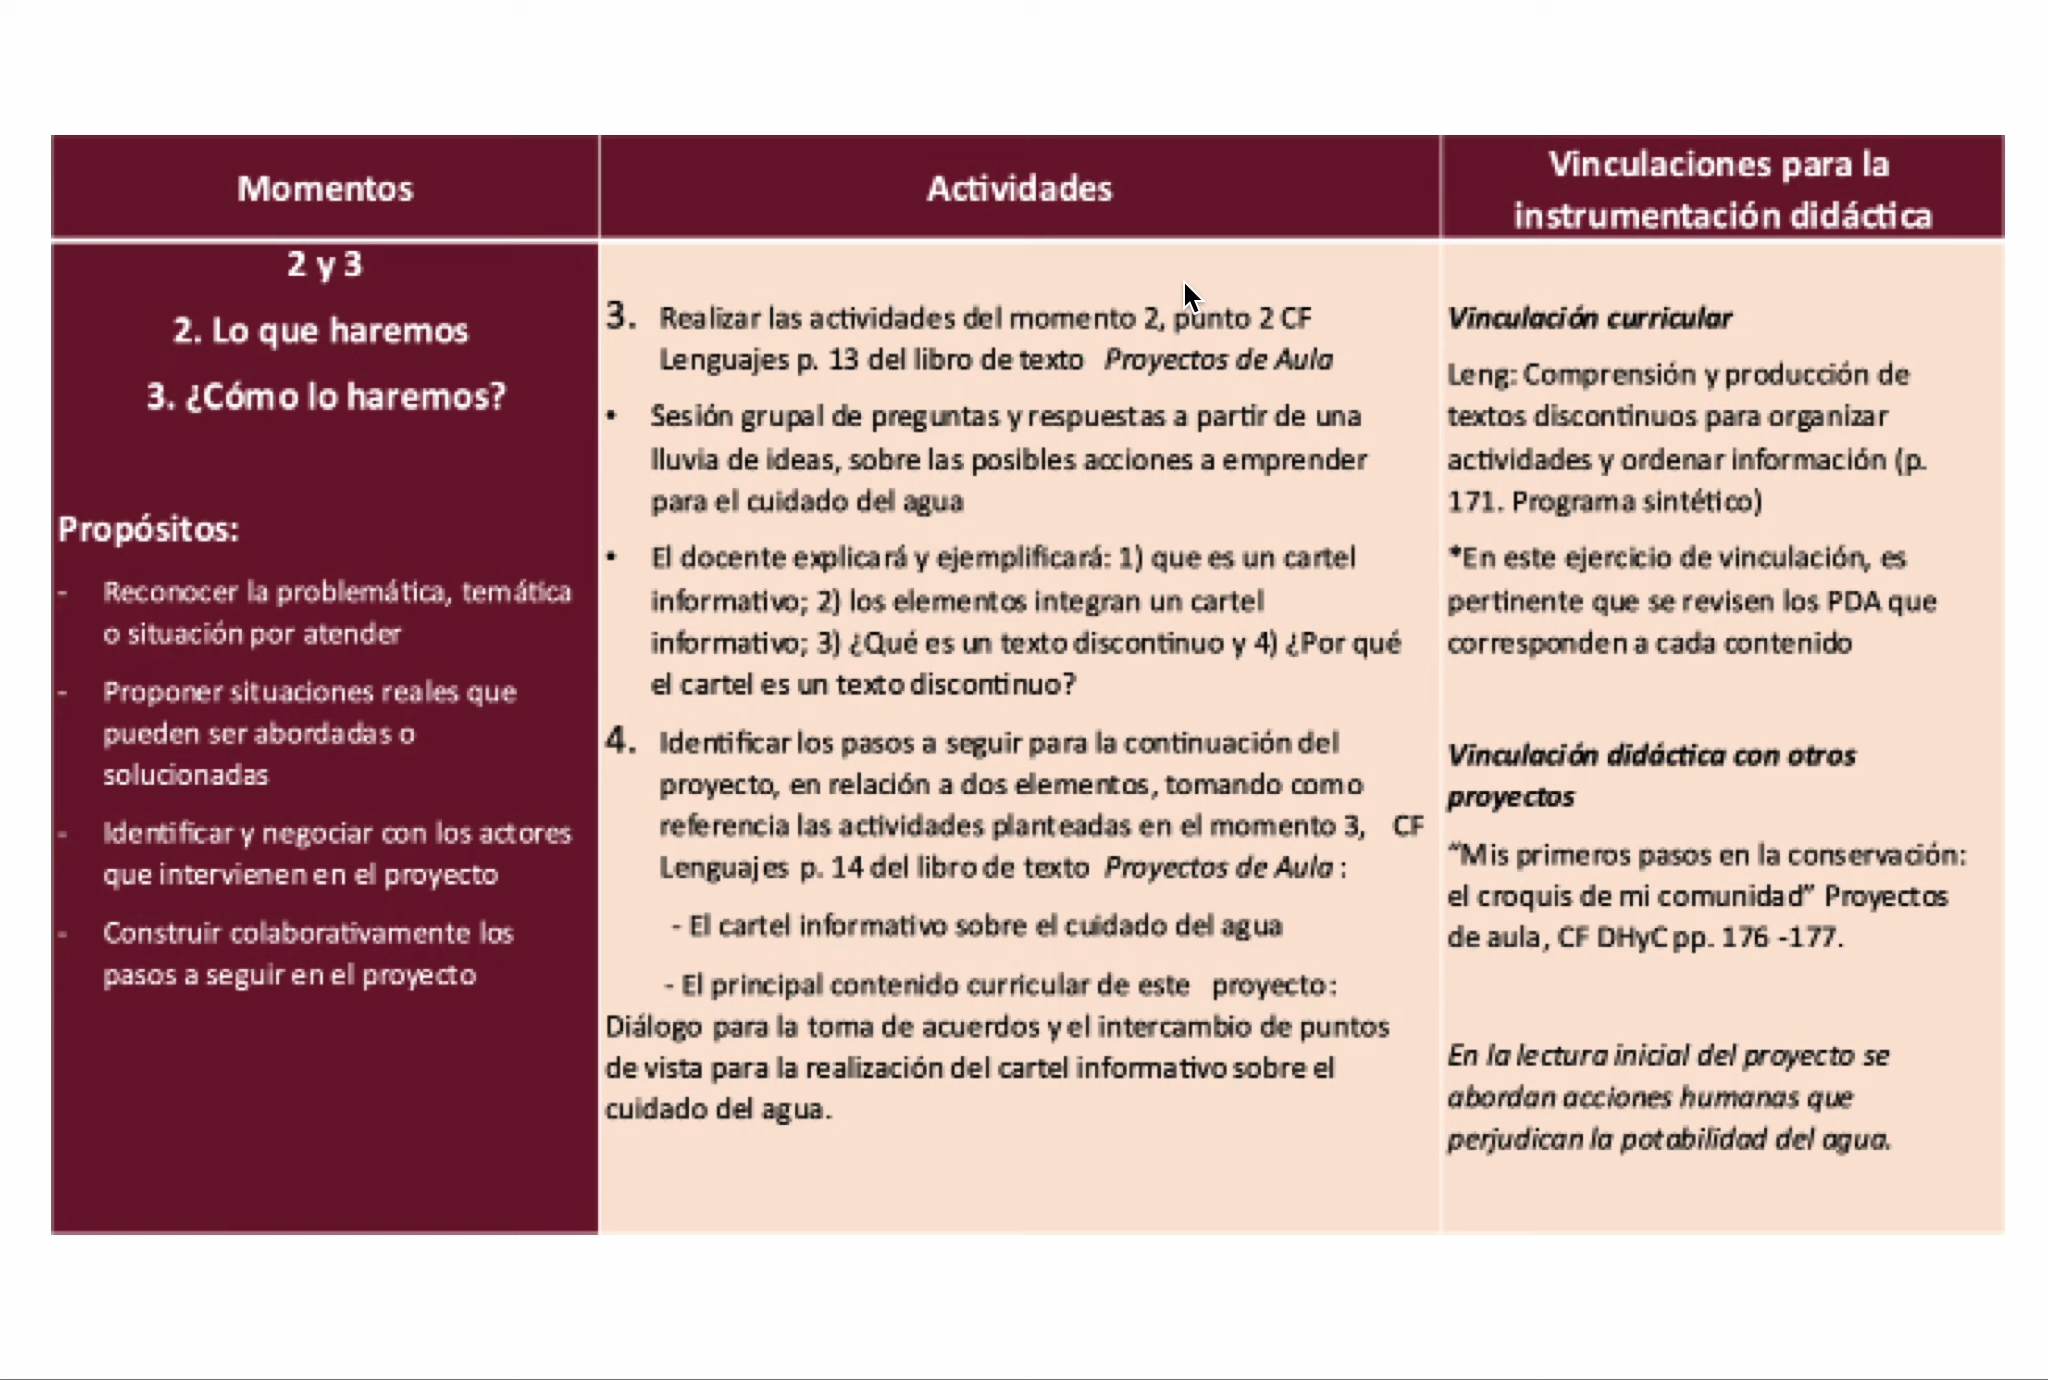 Momentos
Actividades
Vinculaciones para la
instrumentación didáctica
2 y 3
2. Lo que haremos
3. ¿Cómo lo haremos?
Propósitos:
- Reconocer la problemática, temática
o situación por atender
- Proponer situaciones reales que
pueden ser abordadas o
solucionadas
- Identificar y negociar con los actores
que intervienen en el proyecto
- Construir colaborativamente los
pasos a seguir en el proyecto
3. Realizar las actividades del momento 2, punto 2 CF
Lenguajes p. 13 del libro de texto Proyectos de Aula
• Sesión grupal de preguntas y respuestas a partir de una
lluvia de ideas, sobre las posibles acciones a emprender
para el cuidado del agua
• El docente explicará y ejemplificará: 1) que es un cartel
informativo; 2) los elementos integran un cartel
informativo; 3) ¿Qué es un texto discontinuo y 4) ¿Por qué
el cartel es un texto discontinuo?
4. Identificar los pasos a seguir para la continuación del
proyecto, en relación a dos elementos, tomando como
referencia las actividades planteadas en el momento 3, CF
Lenguajes p. 14 del libro de texto Proyectos de Aula :
- El cartel informativo sobre el cuidado del agua
- El principal contenido curricular de este proyecto:
Diálogo para la toma de acuerdos y el intercambio de puntos
de vista para la realización del cartel informativo sobre el
cuidado del agua.
Vinculación curricular
Leng: Comprensión y producción de
textos discontinuos para organizar
actividades y ordenar información (p.
171. Programa sintético)
*En este ejercicio de vinculación, es
pertinente que se revisen los PDA que
corresponden a cada contenido
Vinculación didáctica con otros
proyectos
“Mis primeros pasos en la conservación:
el croquis de mi comunidad” Proyectos
de aula, CF DHyC pp. 176 -177.
En la lectura inicial del proyecto se
abordan acciones humanas que
perjudican la potabilidad del agua.